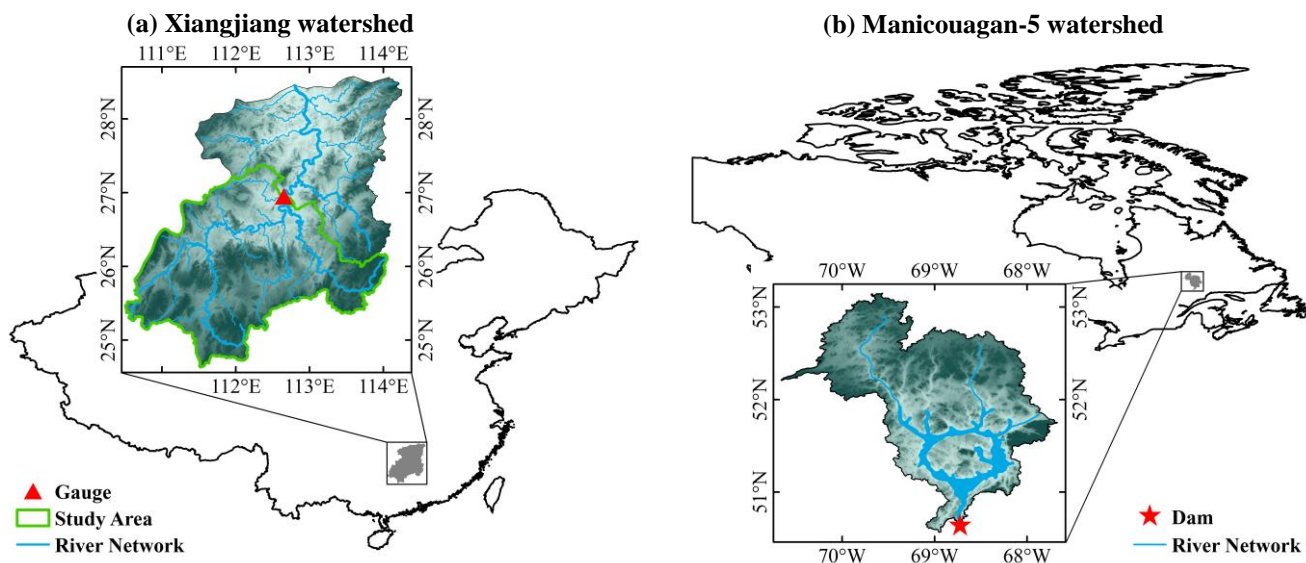 (a) Xiangjiang watershed
111°E 112°E 113°E 114°E
28°N 28°N
27°N 27°N
26°N 26°N
25°N 25°N
112°E 113°E 114°E
Gauge
Study Area
River Network
(b) Manicouagan-5 watershed
70°W 69°W 68°W
53°N 53°N
52°N 52°N
51°N 51°N
70°W 69°W 68°W
Dam
River Network